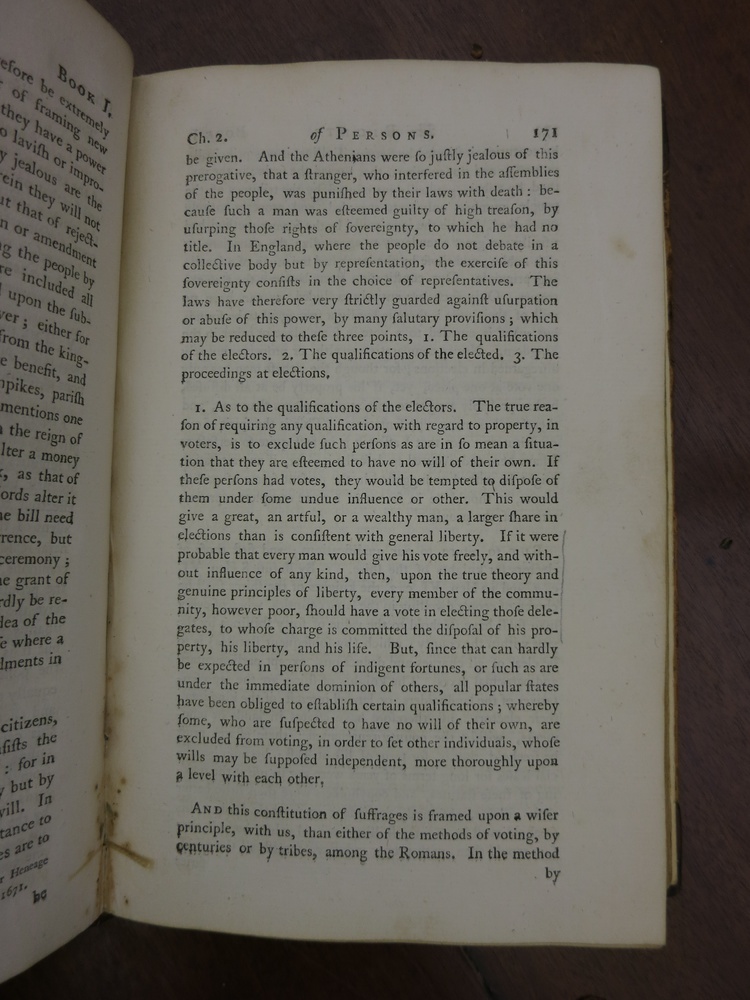 BOOK I.
efore be extremely
of framing new
they have a power
o lavish or impro-
y jealous are the
rein they will not
ut that of reject-
n or amendment
ng the people by
re included all
upon the sub-
ver; either for
from the king-
e benefit, and
npikes, parish
mentions one
the reign of
lter a money
, as that of
ords alter it
e bill need
rence, but
ceremony;
e grant of
rdly be re-
dea of the
e where a
dments in
citizens,
sists the
: for in
y but by
vill. In
tance to
es are to
r Heneage
1671.
be
Ch. 2. of PERSONS. 171
be given. And the Athenians were ſo juſtly jealous of this
prerogative, that a ſtranger, who interfered in the aſſemblies
of the people, was puniſhed by their laws with death : be-
cauſe ſuch a man was eſteemed guilty of high treaſon, by
uſurping thoſe rights of ſovereignty, to which he had no
title. In England, where the people do not debate in a
collective body but by repreſentation, the exerciſe of this
ſovereignty conſiſts in the choice of repreſentatives. The
laws have therefore very ſtrictly guarded againſt uſurpation
or abuſe of this power, by many ſalutary proviſions ; which
may be reduced to theſe three points, 1. The qualifications
of the electors. 2. The qualifications of the elected. 3. The
proceedings at elections.
1. As to the qualifications of the electors. The true rea-
ſon of requiring any qualification, with regard to property, in
voters, is to exclude ſuch perſons as are in ſo mean a ſitua-
tion that they are eſteemed to have no will of their own. If
theſe perſons had votes, they would be tempted to diſpoſe of
them under ſome undue influence or other. This would
give a great, an artful, or a wealthy man, a larger ſhare in
elections than is conſiſtent with general liberty. If it were
probable that every man would give his vote freely, and with-
out influence of any kind, then, upon the true theory and
genuine principles of liberty, every member of the commu-
nity, however poor, ſhould have a vote in electing thoſe dele-
gates, to whoſe charge is committed the diſpoſal of his pro-
perty, his liberty, and his life. But, ſince that can hardly
be expected in perſons of indigent fortunes, or ſuch as are
under the immediate dominion of others, all popular ſtates
have been obliged to eſtabliſh certain qualifications ; whereby
ſome, who are ſuſpected to have no will of their own, are
excluded from voting, in order to ſet other individuals, whoſe
wills may be ſuppoſed independent, more thoroughly upon
a level with each other.
AND this conſtitution of ſuffrages is framed upon a wiſer
principle, with us, than either of the methods of voting, by
centuries or by tribes, among the Romans. In the method
by